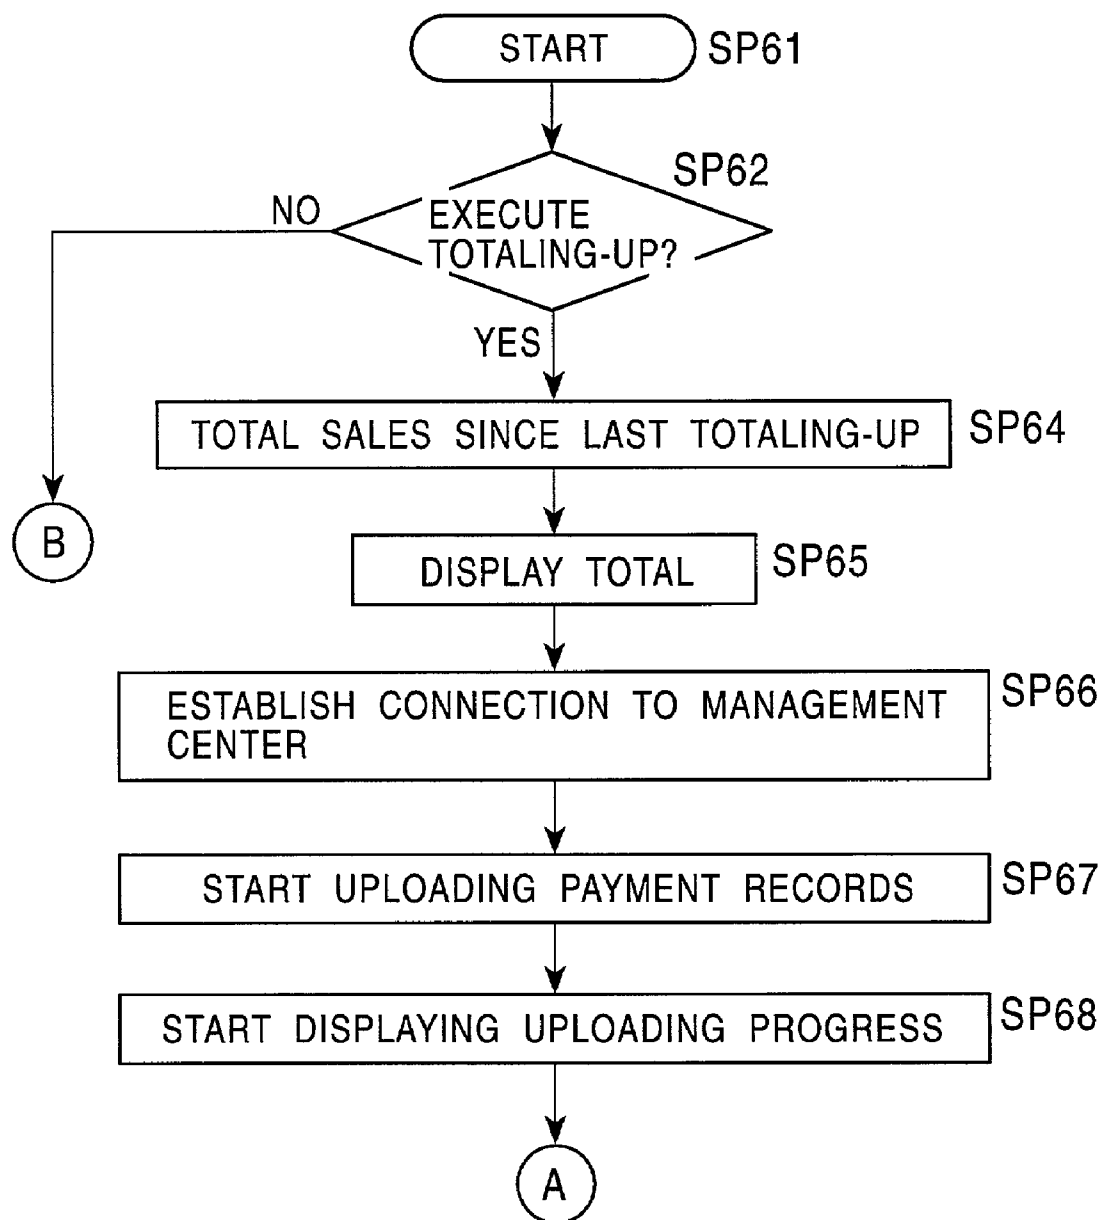 START
SP61
SP62
NO
EXECUTE
TOTALING-UP?
YES
TOTAL SALES SINCE LAST TOTALING-UP
SP64
B
DISPLAY TOTAL
SP65
ESTABLISH CONNECTION TO MANAGEMENT
CENTER
SP66
START UPLOADING PAYMENT RECORDS
SP67
START DISPLAYING UPLOADING PROGRESS
SP68
A